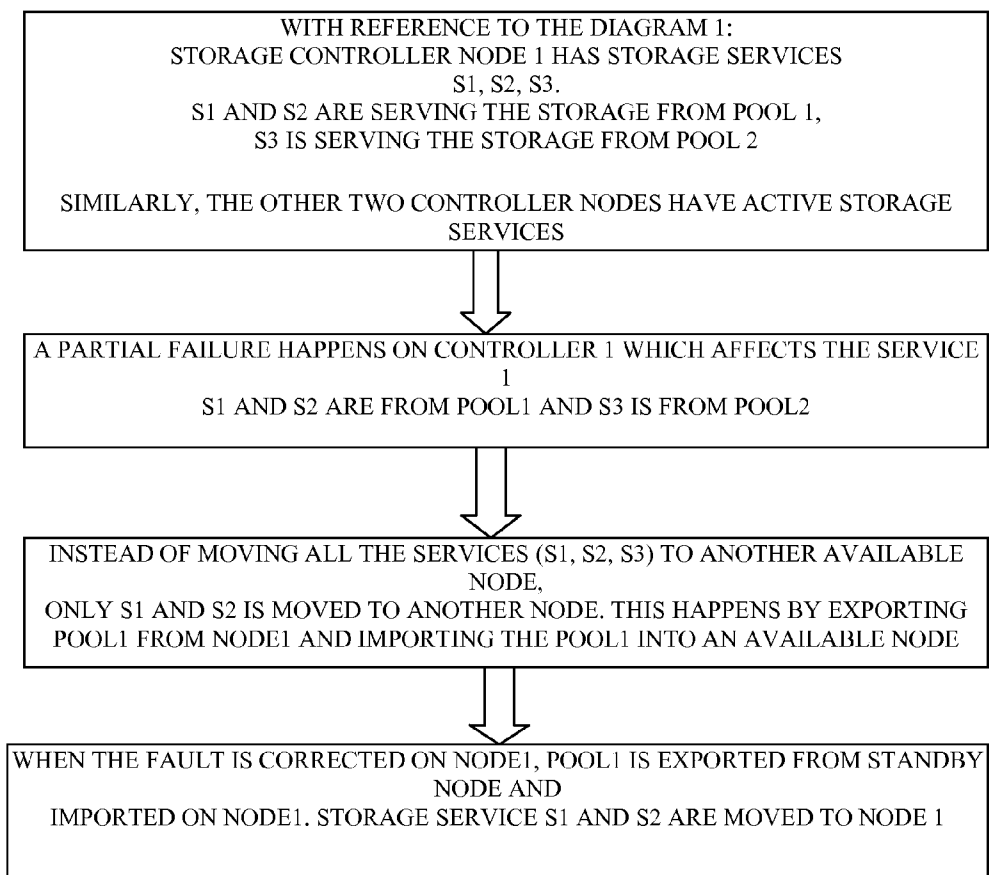 WITH REFERENCE TO THE DIAGRAM 1:
STORAGE CONTROLLER NODE 1 HAS STORAGE SERVICES
S1, S2, S3.
S1 AND S2 ARE SERVING THE STORAGE FROM POOL 1,
S3 IS SERVING THE STORAGE FROM POOL 2
SIMILARLY, THE OTHER TWO CONTROLLER NODES HAVE ACTIVE STORAGE
SERVICES
A PARTIAL FAILURE HAPPENS ON CONTROLLER 1 WHICH AFFECTS THE SERVICE
1
S1 AND S2 ARE FROM POOL1 AND S3 IS FROM POOL2
INSTEAD OF MOVING ALL THE SERVICES (S1, S2, S3) TO ANOTHER AVAILABLE
NODE,
ONLY S1 AND S2 IS MOVED TO ANOTHER NODE. THIS HAPPENS BY EXPORTING
POOL1 FROM NODE1 AND IMPORTING THE POOL1 INTO AN AVAILABLE NODE
WHEN THE FAULT IS CORRECTED ON NODE1, POOL1 IS EXPORTED FROM STANDBY
NODE AND
IMPORTED ON NODE1. STORAGE SERVICE S1 AND S2 ARE MOVED TO NODE 1